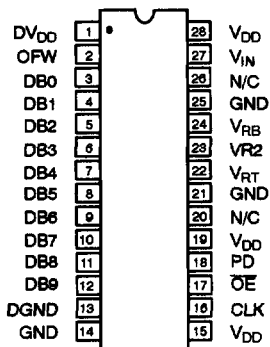 DVDD 1 28 VDD
OFW 2 27 VIN
DB0 3 26 N/C
DB1 4 25 GND
DB2 5 24 VRB
DB3 6 23 VR2
DB4 7 22 VRT
DB5 8 21 GND
DB6 9 20 N/C
DB7 10 19 VDD
DB8 11 18 PD
DB9 12 17 OE
DGND 13 16 CLK
GND 14 15 VDD